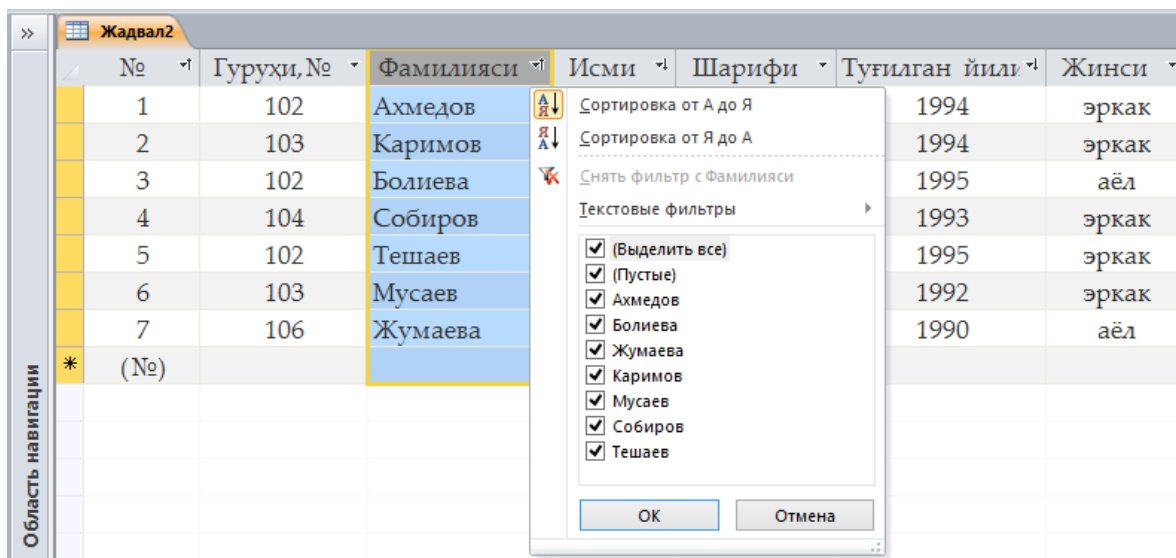 »
Жадвал2
№ Гуруҳи,№ Фамилияси Исми Шарифи Туғилган йили Жинси
1 102 Ахмедов 1994 эркак
2 103 Каримов 1994 эркак
3 102 Болиева 1995 аёл
4 104 Собиров 1993 эркак
5 102 Тешаев 1995 эркак
6 103 Мусаев 1992 эркак
7 106 Жумаева 1990 аёл
* (№)
Сортировка от А до Я
Сортировка от Я до А
Снять фильтр с Фамилияси
Текстовые фильтры
(Выделить все)
(Пустые)
Ахмедов
Болиева
Жумаева
Каримов
Мусаев
Собиров
Тешаев
ОК Отмена
Область навигации